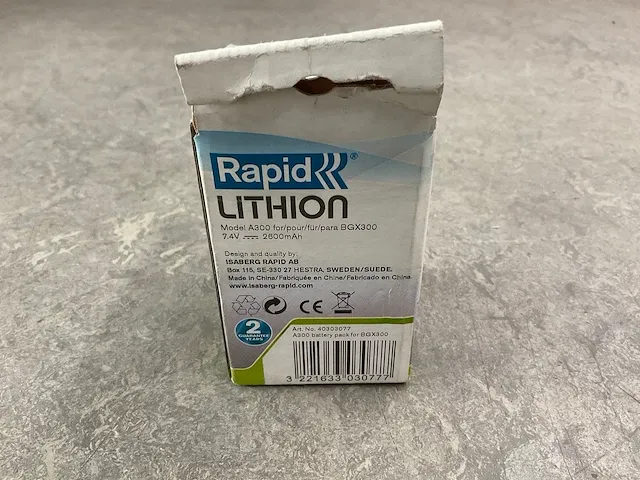 Rapid ®
LITHION
Model A300 for/pour/für/para BGX300
7.4V ⎓ 2600mAh
Design and quality by:
ISABERG RAPID AB
Box 115, SE-330 27 HESTRA, SWEDEN/SUEDE.
Made in China/Fabriquée en Chine/Fabricado en China
www.isaberg-rapid.com
CE
2
GUARANTEE
YEARS
Art. No. 40303077
A300 battery pack for BGX300
3 221633 030777